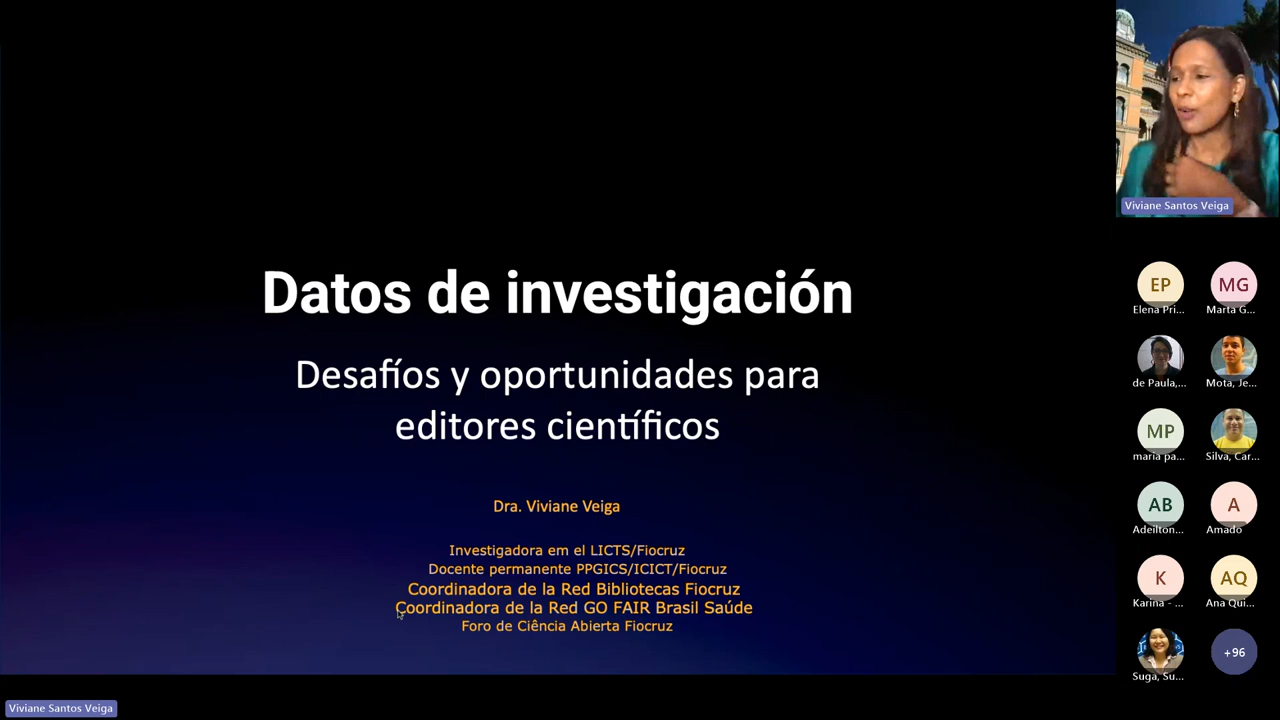 Datos de investigación
Desafíos y oportunidades para
editores científicos
Dra. Viviane Veiga
Investigadora em el LICTS/Fiocruz
Docente permanente PPGICS/ICICT/Fiocruz
Coordinadora de la Red Bibliotecas Fiocruz
Coordinadora de la Red GO FAIR Brasil Saúde
Foro de Ciência Abierta Fiocruz
Viviane Santos Veiga
EP
Elena Pri...
MG
Marta G...
de Paula,...
Mota, Je...
MP
maria pa...
Silva, Car...
AB
Adeilton...
A
Amado
K
Karina - ...
AQ
Ana Qui...
Suga, Su...
+96
Viviane Santos Veiga